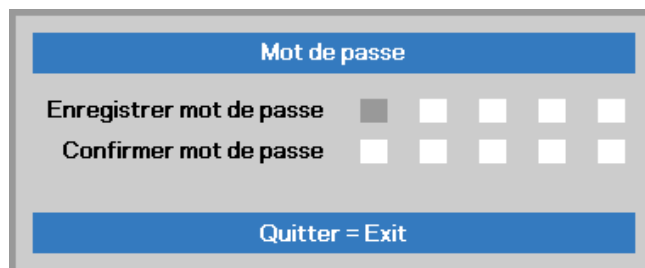 Mot de passe
Enregistrer mot de passe
Confirmer mot de passe
Quitter = Exit